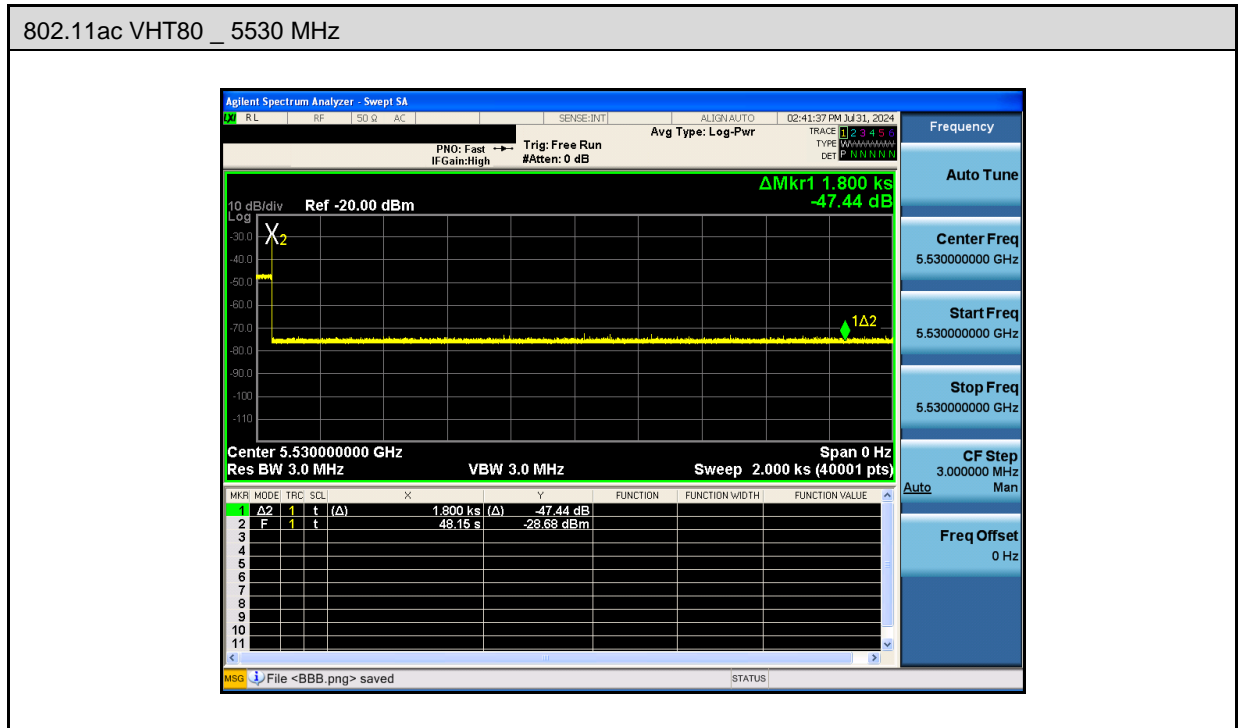 802.11ac VHT80 _ 5530 MHz
Agilent Spectrum Analyzer - Swept SA
LXI RL RF 50 Ω AC SENSE:INT ALIGN AUTO 02:41:37 PM Jul 31, 2024
PNO: Fast
IFGain:High
Trig: Free Run
#Atten: 0 dB
Avg Type: Log-Pwr
TRACE 1 2 3 4 5 6
TYPE
DET P N N N N N
ΔMkr1 1.800 ks
-47.44 dB
10 dB/div
Log
Ref -20.00 dBm
-30.0
-40.0
-50.0
-60.0
-70.0
-80.0
-90.0
-100
-110
X2
1Δ2
Center 5.530000000 GHz
Span 0 Hz
Res BW 3.0 MHz
VBW 3.0 MHz
Sweep 2.000 ks (40001 pts)
MKR MODE TRC SCL X Y FUNCTION FUNCTION WIDTH FUNCTION VALUE
1 Δ2 1 t (Δ) 1.800 ks (Δ) -47.44 dB
2 F 1 t 48.15 s -28.68 dBm
3
4
5
6
7
8
9
10
11
MSG File <BBB.png> saved
STATUS
Frequency
Auto Tune
Center Freq
5.530000000 GHz
Start Freq
5.530000000 GHz
Stop Freq
5.530000000 GHz
CF Step
3.000000 MHz
Auto Man
Freq Offset
0 Hz